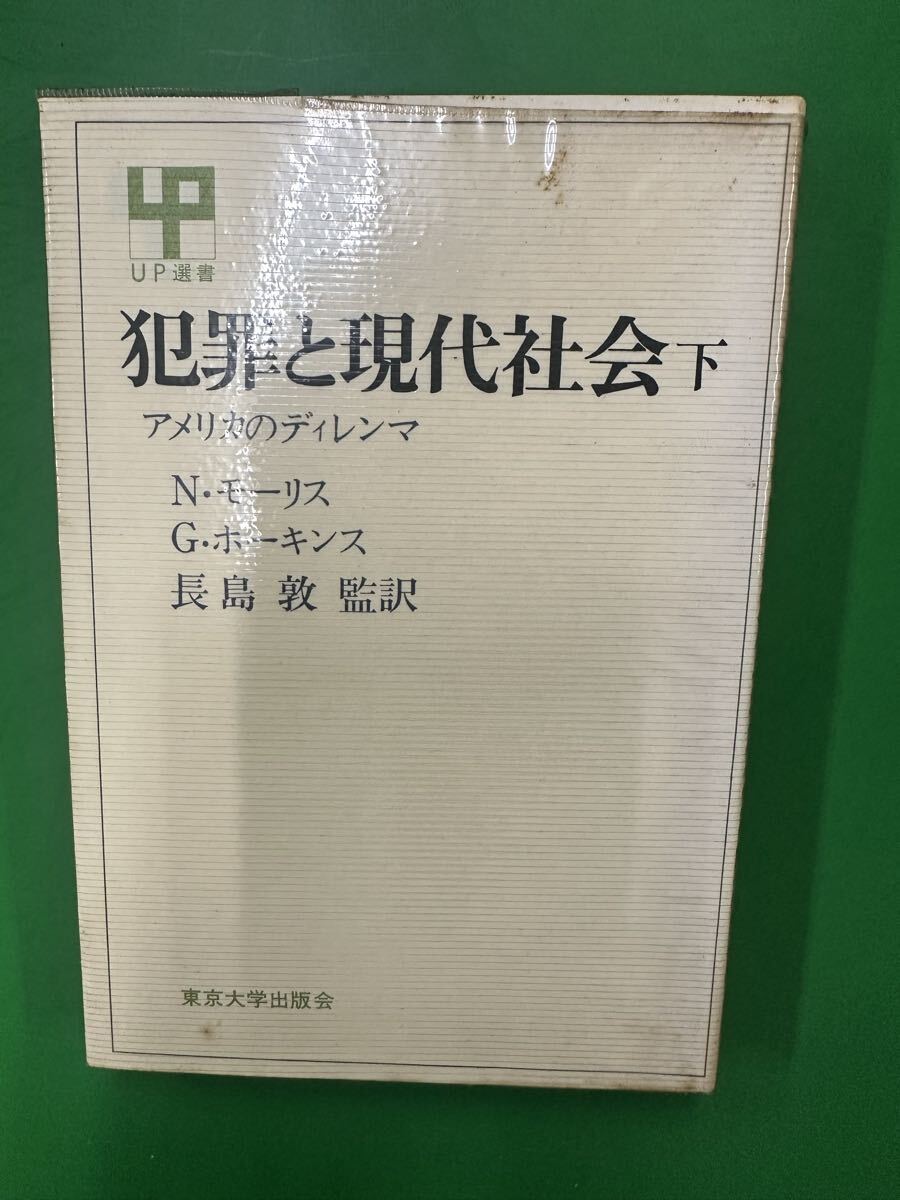 UP選書
犯罪と現代社会下
アメリカのディレンマ
N・モーリス
G・ホーキンス
長島 敦 監訳
東京大学出版会